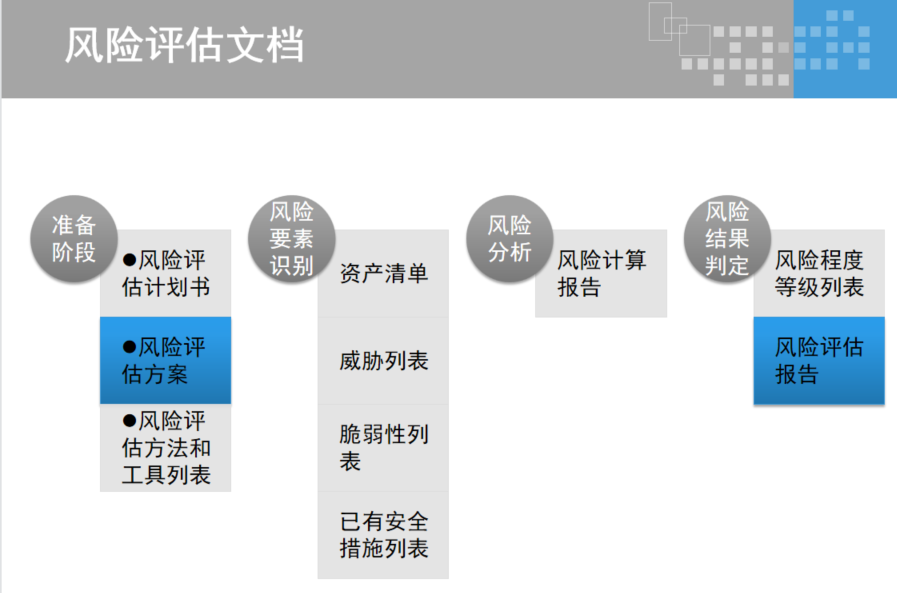 风险评估文档
准备
阶段
●风险评
估计划书
●风险评
估方案
●风险评
估方法和
工具列表
风险
要素
识别
资产清单
威胁列表
脆弱性列
表
已有安全
措施列表
风险
分析
风险计算
报告
风险
结果
判定
风险程度
等级列表
风险评估
报告